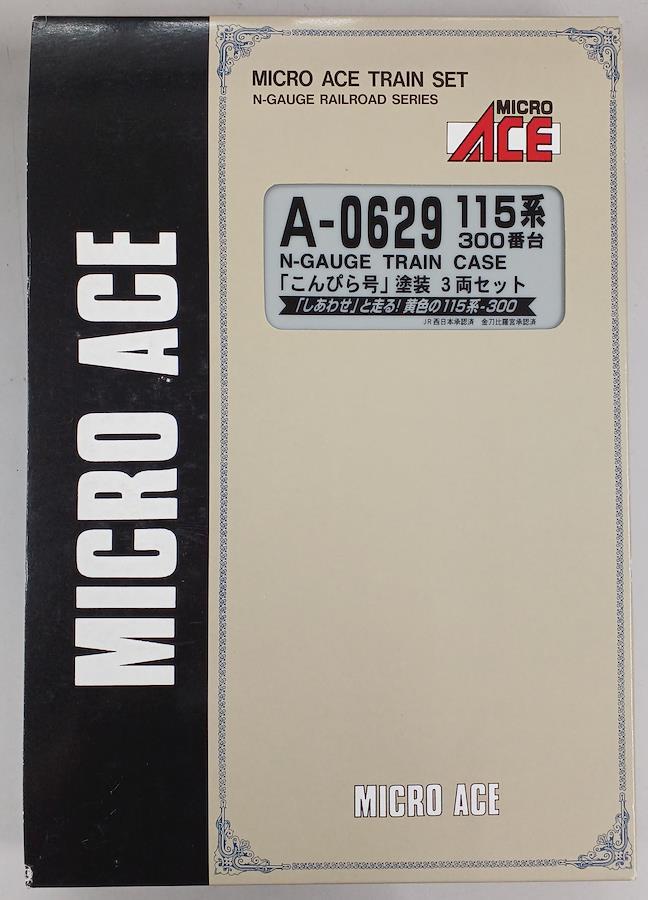 MICRO ACE
MICRO ACE TRAIN SET
N-GAUGE RAILROAD SERIES
MICRO
ACE
A-0629 115系
300番台
N-GAUGE TRAIN CASE
「こんぴら号」塗装 3両セット
「しあわせ」と走る!黄色の115系-300
JR西日本承認済 金刀比羅宮承認済
MICRO ACE